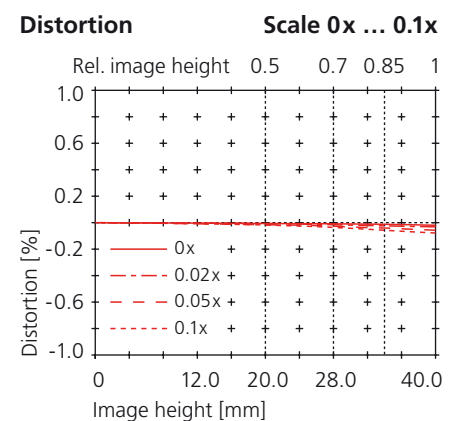 Distortion Scale 0x … 0.1x
Rel. image height 0.5 0.7 0.85 1
1.0
0.6
0.2
-0.2
-0.6
-1.0
Distortion [%]
0x
0.02x
0.05x
0.1x
0 12.0 20.0 28.0 40.0
Image height [mm]